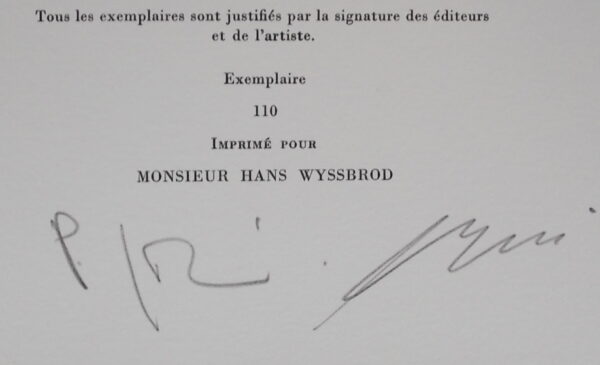 Tous les exemplaires sont justifiés par la signature des éditeurs
et de l'artiste.
Exemplaire
110
Imprimé pour
MONSIEUR HANS WYSSBROD
P.